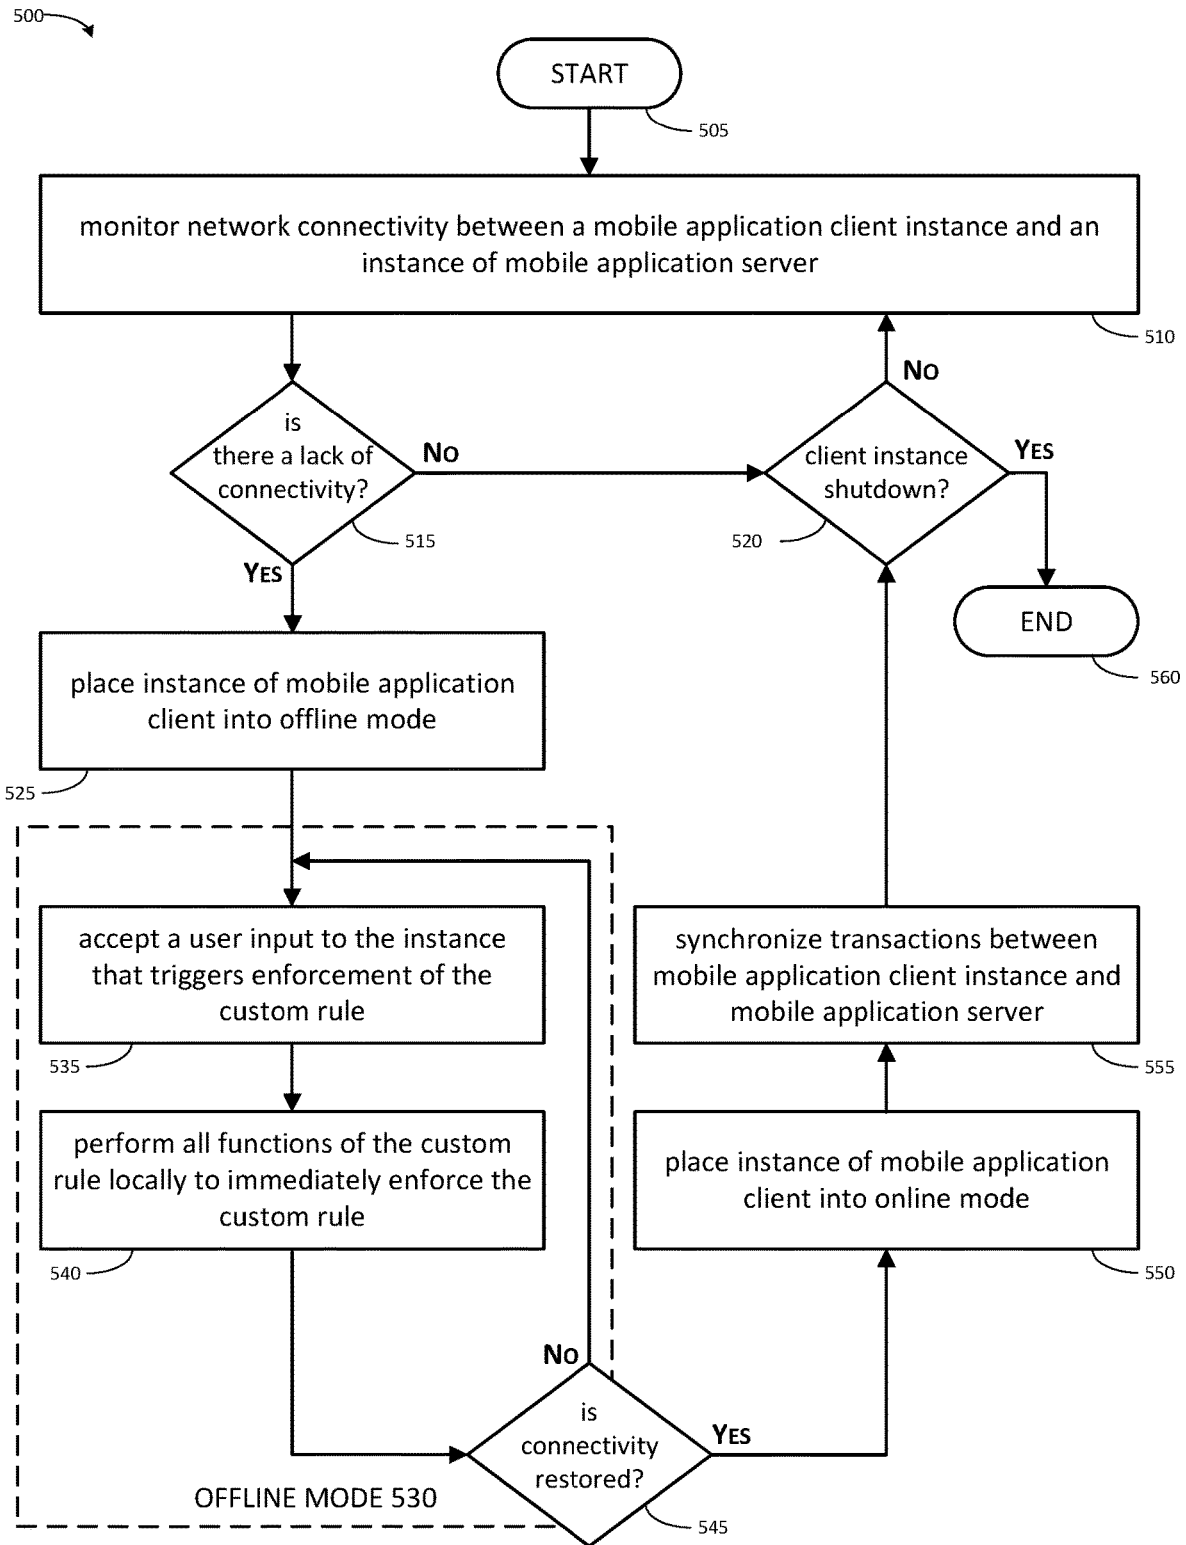 500
START
505
monitor network connectivity between a mobile application client instance and an
instance of mobile application server
510
is
there a lack of
connectivity?
NO
515
YES
client instance
shutdown?
NO
YES
520
END
560
place instance of mobile application
client into offline mode
525
accept a user input to the instance
that triggers enforcement of the
custom rule
535
synchronize transactions between
mobile application client instance and
mobile application server
555
perform all functions of the custom
rule locally to immediately enforce the
custom rule
540
place instance of mobile application
client into online mode
550
NO
is
connectivity
restored?
YES
545
OFFLINE MODE 530